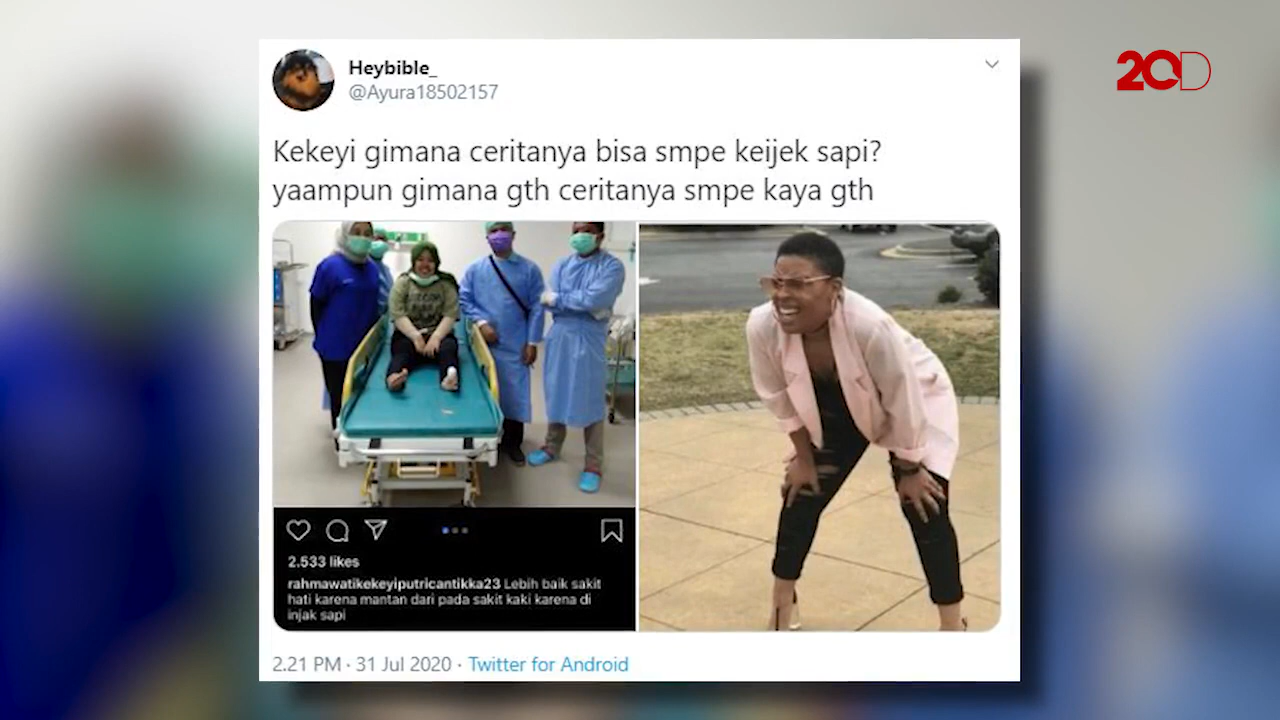 20D
Heybible_
@Ayura18502157
Kekeyi gimana ceritanya bisa smpe keijek sapi?
yaampun gimana gth ceritanya smpe kaya gth
2.533 likes
rahmawatikekeyiputricantikka23 Lebih baik sakit
hati karena mantan dari pada sakit kaki karena di
injak sapi
2.21 PM · 31 Jul 2020 · Twitter for Android